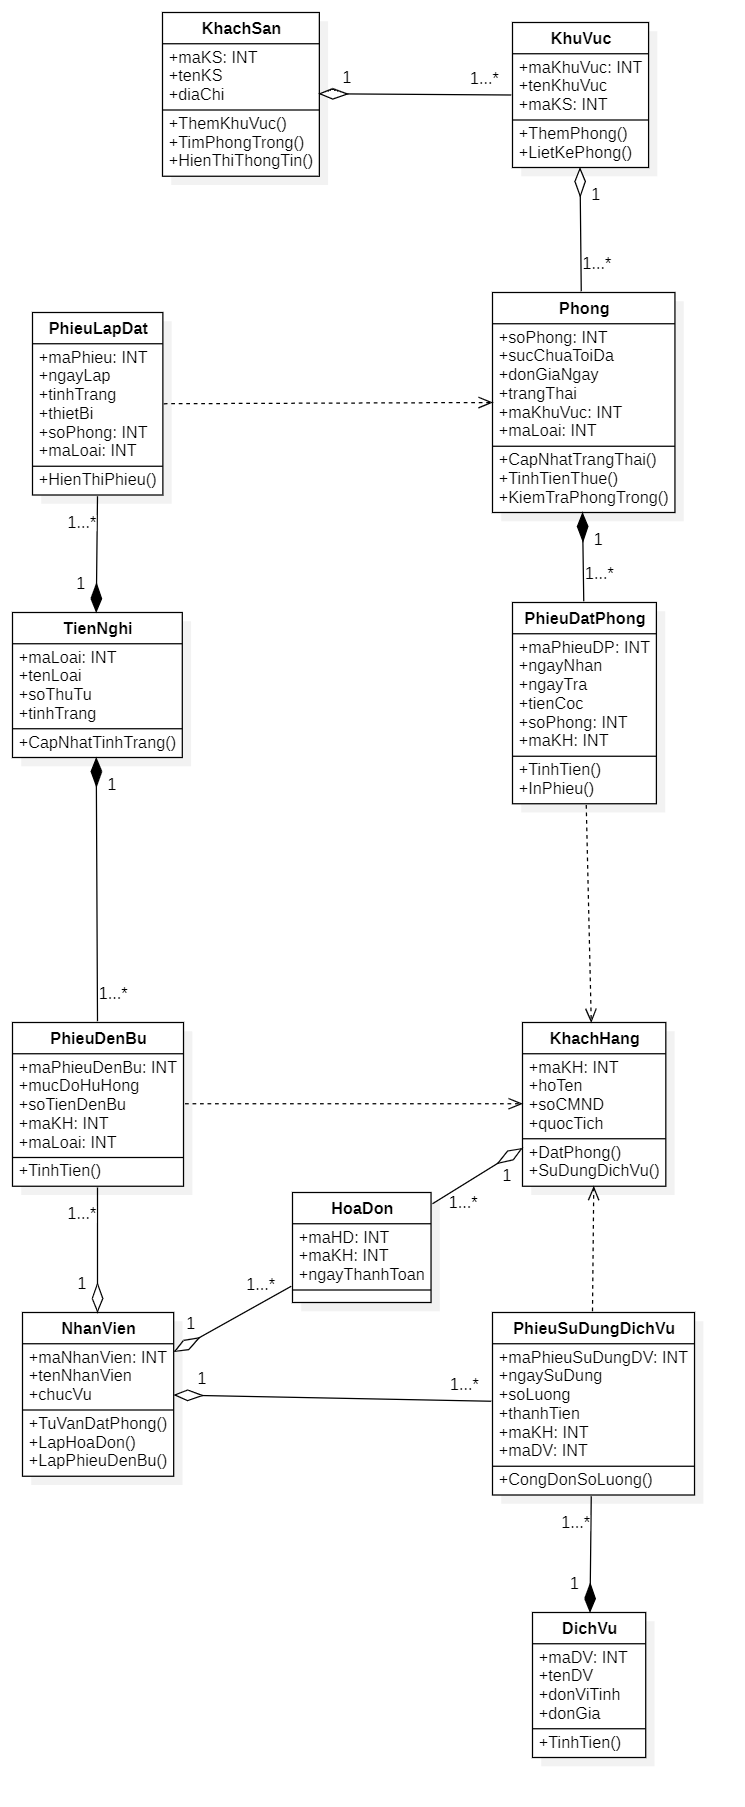 KhachSan
+maKS: INT
+tenKS
+diaChi
+ThemKhuVuc()
+TimPhongTrong()
+HienThiThongTin()
1
1...*
KhuVuc
+maKhuVuc: INT
+tenKhuVuc
+maKS: INT
+ThemPhong()
+LietKePhong()
1
1...*
PhieuLapDat
+maPhieu: INT
+ngayLap
+tinhTrang
+thietBi
+soPhong: INT
+maLoai: INT
+HienThiPhieu()
Phong
+soPhong: INT
+sucChuaToiDa
+donGiaNgay
+trangThai
+maKhuVuc: INT
+maLoai: INT
+CapNhatTrangThai()
+TinhTienThue()
+KiemTraPhongTrong()
1...*
1
1
1...*
TienNghi
+maLoai: INT
+tenLoai
+soThuTu
+tinhTrang
+CapNhatTinhTrang()
PhieuDatPhong
+maPhieuDP: INT
+ngayNhan
+ngayTra
+tienCoc
+soPhong: INT
+maKH: INT
+TinhTien()
+InPhieu()
1
1...*
PhieuDenBu
+maPhieuDenBu: INT
+mucDoHuHong
+soTienDenBu
+maKH: INT
+maLoai: INT
+TinhTien()
KhachHang
+maKH: INT
+hoTen
+soCMND
+quocTich
+DatPhong()
+SuDungDichVu()
1
1...*
HoaDon
+maHD: INT
+maKH: INT
+ngayThanhToan
1...*
1
1...*
1
NhanVien
+maNhanVien: INT
+tenNhanVien
+chucVu
+TuVanDatPhong()
+LapHoaDon()
+LapPhieuDenBu()
1
1...*
PhieuSuDungDichVu
+maPhieuSuDungDV: INT
+ngaySuDung
+soLuong
+thanhTien
+maKH: INT
+maDV: INT
+CongDonSoLuong()
1...*
1
DichVu
+maDV: INT
+tenDV
+donViTinh
+donGia
+TinhTien()